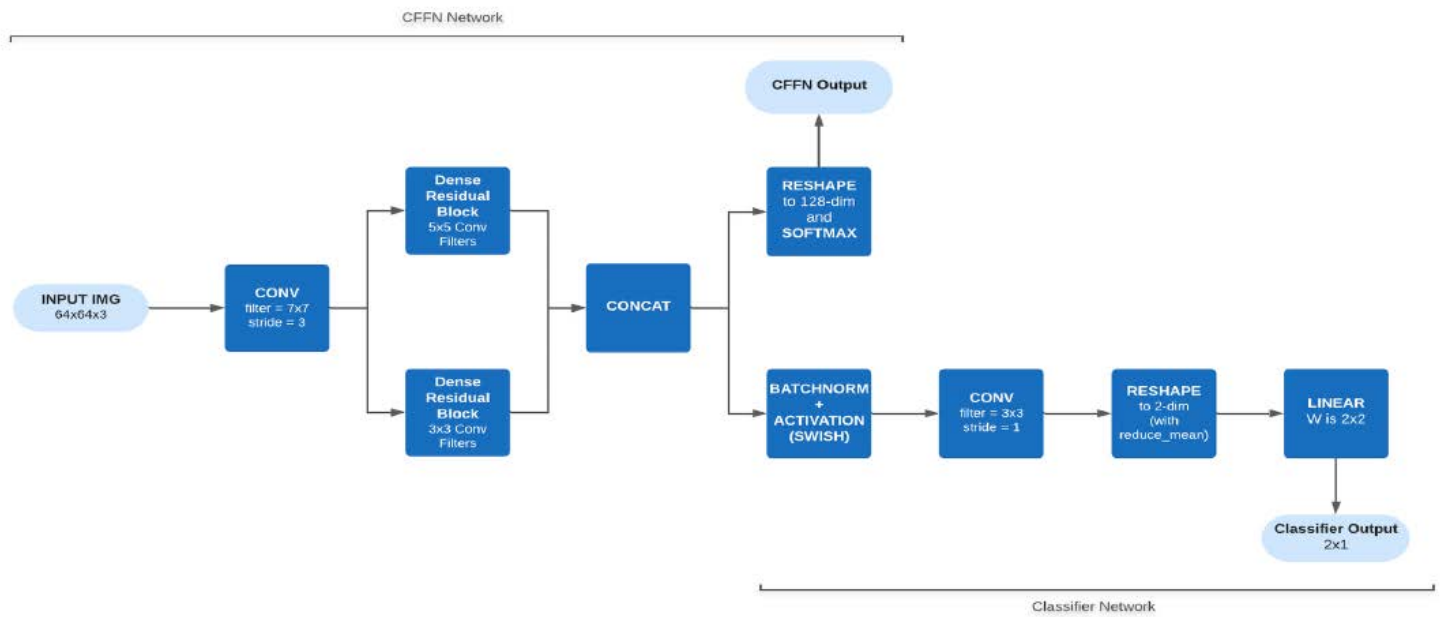 CFFN Network
CFFN Output
Dense
Residual
Block
5x5 Conv
Filters
RESHAPE
to 128-dim
and
SOFTMAX
INPUT IMG
64x64x3
CONV
filter = 7x7
stride = 3
CONCAT
Dense
Residual
Block
3x3 Conv
Filters
BATCHNORM
+
ACTIVATION
(SWISH)
CONV
filter = 3x3
stride = 1
RESHAPE
to 2-dim
(with
reduce_mean)
LINEAR
W is 2x2
Classifier Output
2x1
Classifier Network